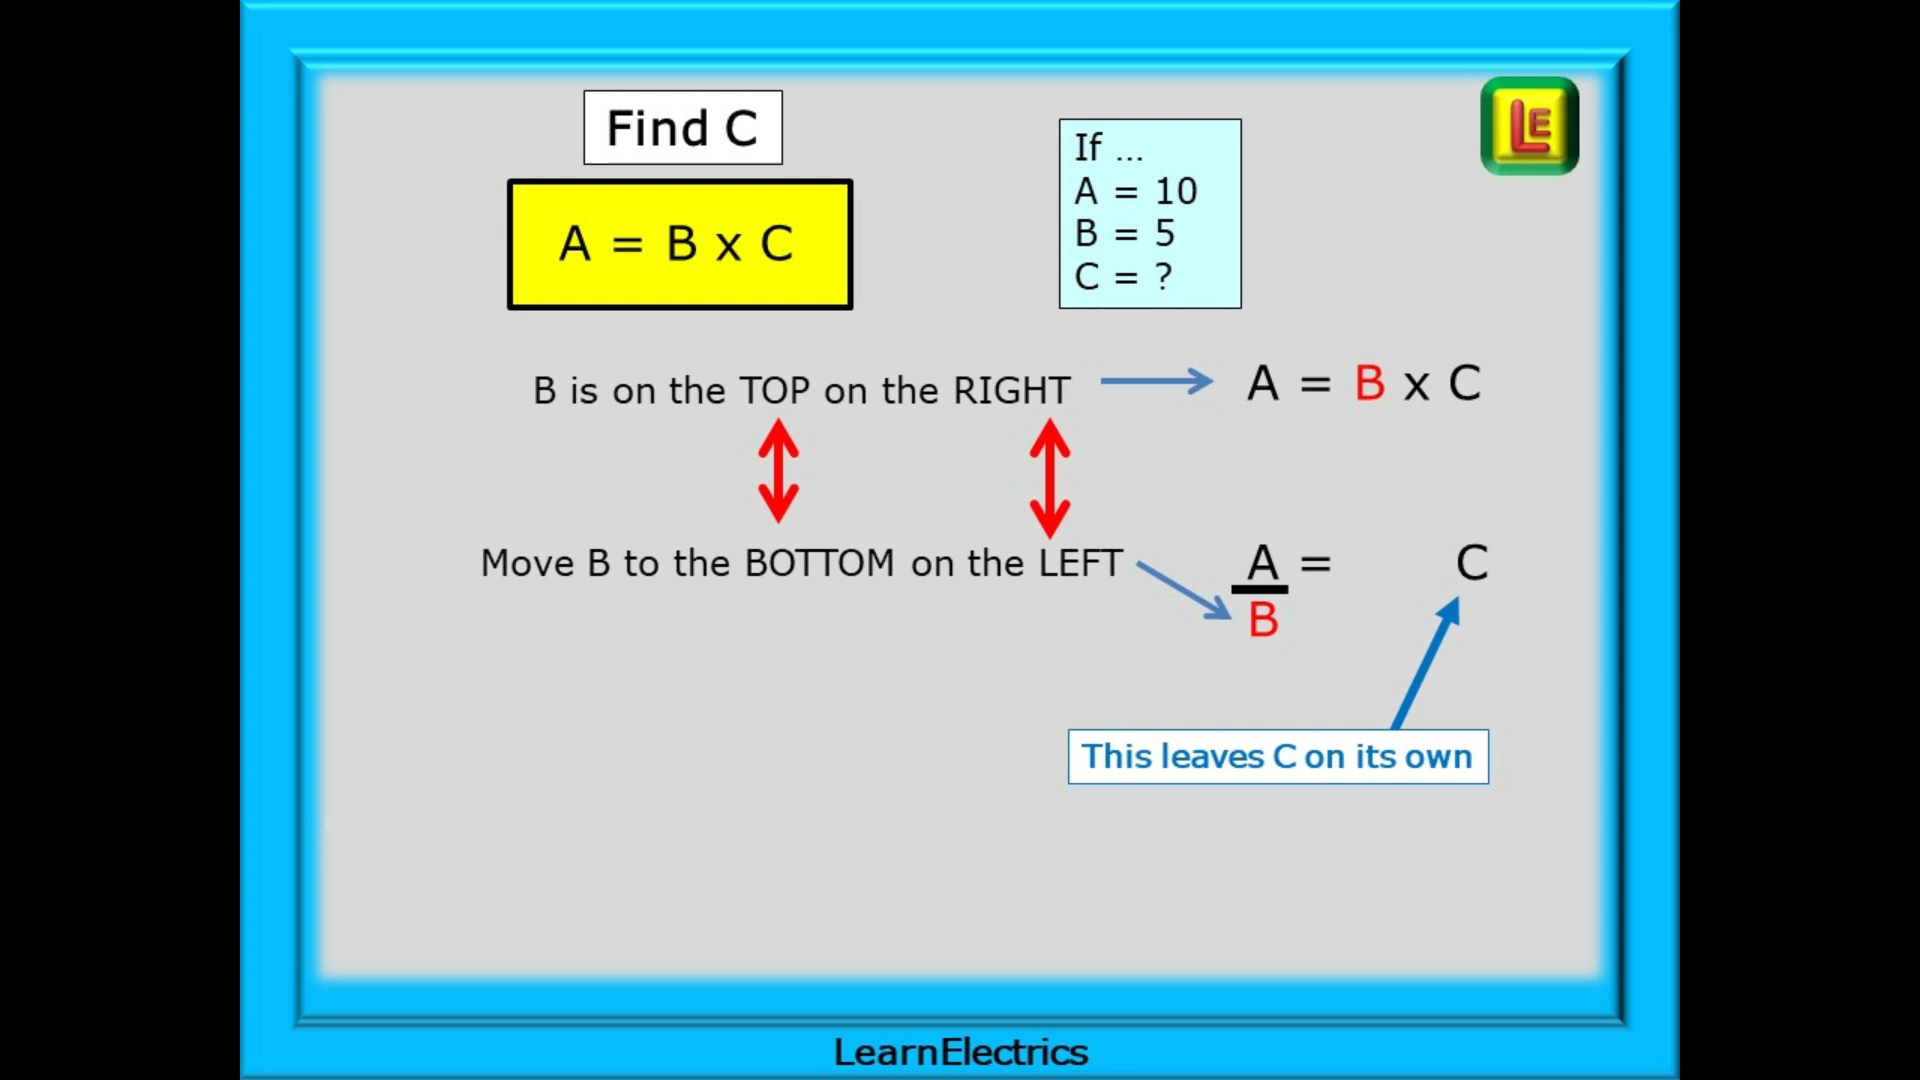 Find C
A = B x C
If ...
A = 10
B = 5
C = ?
LE
B is on the TOP on the RIGHT
A = B x C
Move B to the BOTTOM on the LEFT
A = C
B
This leaves C on its own
LearnElectrics